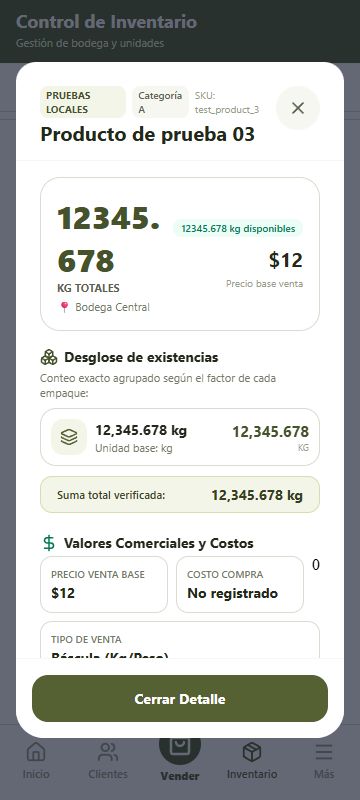 Control de Inventario
Gestión de bodega y unidades
PRUEBAS
LOCALES
Categoría
A
SKU:
test_product_3
Producto de prueba 03
12345.
678
KG TOTALES
Bodega Central
12345.678 kg disponibles
$12
Precio base venta
Desglose de existencias
Conteo exacto agrupado según el factor de cada
empaque:
12,345.678 kg
Unidad base: kg
12,345.678
KG
Suma total verificada:
12,345.678 kg
Valores Comerciales y Costos
PRECIO VENTA BASE
$12
COSTO COMPRA
No registrado
0
TIPO DE VENTA
Báscula (Kg/Peso)
Cerrar Detalle
Inicio
Clientes
Vender
Inventario
Más